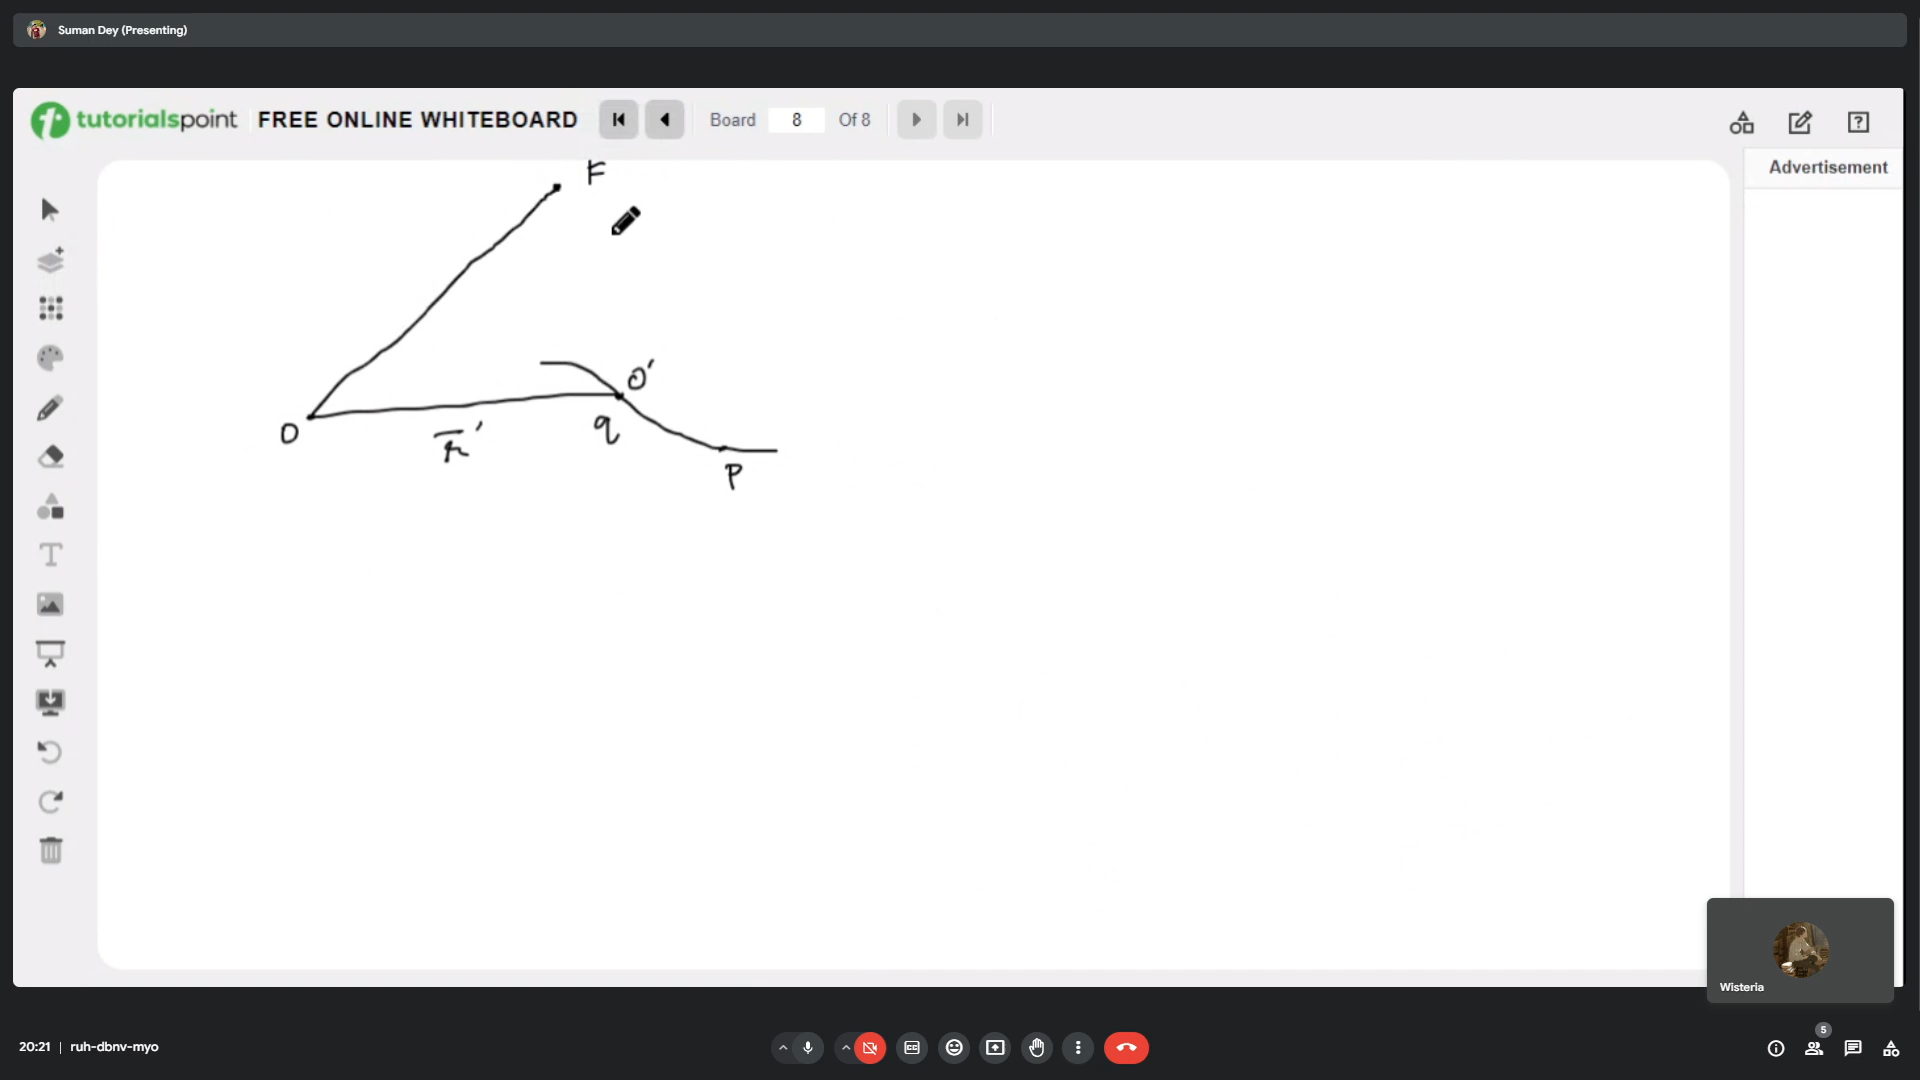 Suman Dey (Presenting)
tutorialspoint FREE ONLINE WHITEBOARD Board 8 Of 8
Advertisement
F
O'
O
q
r̄'
P
Wisteria
20:21 | ruh-dbnv-myo
5